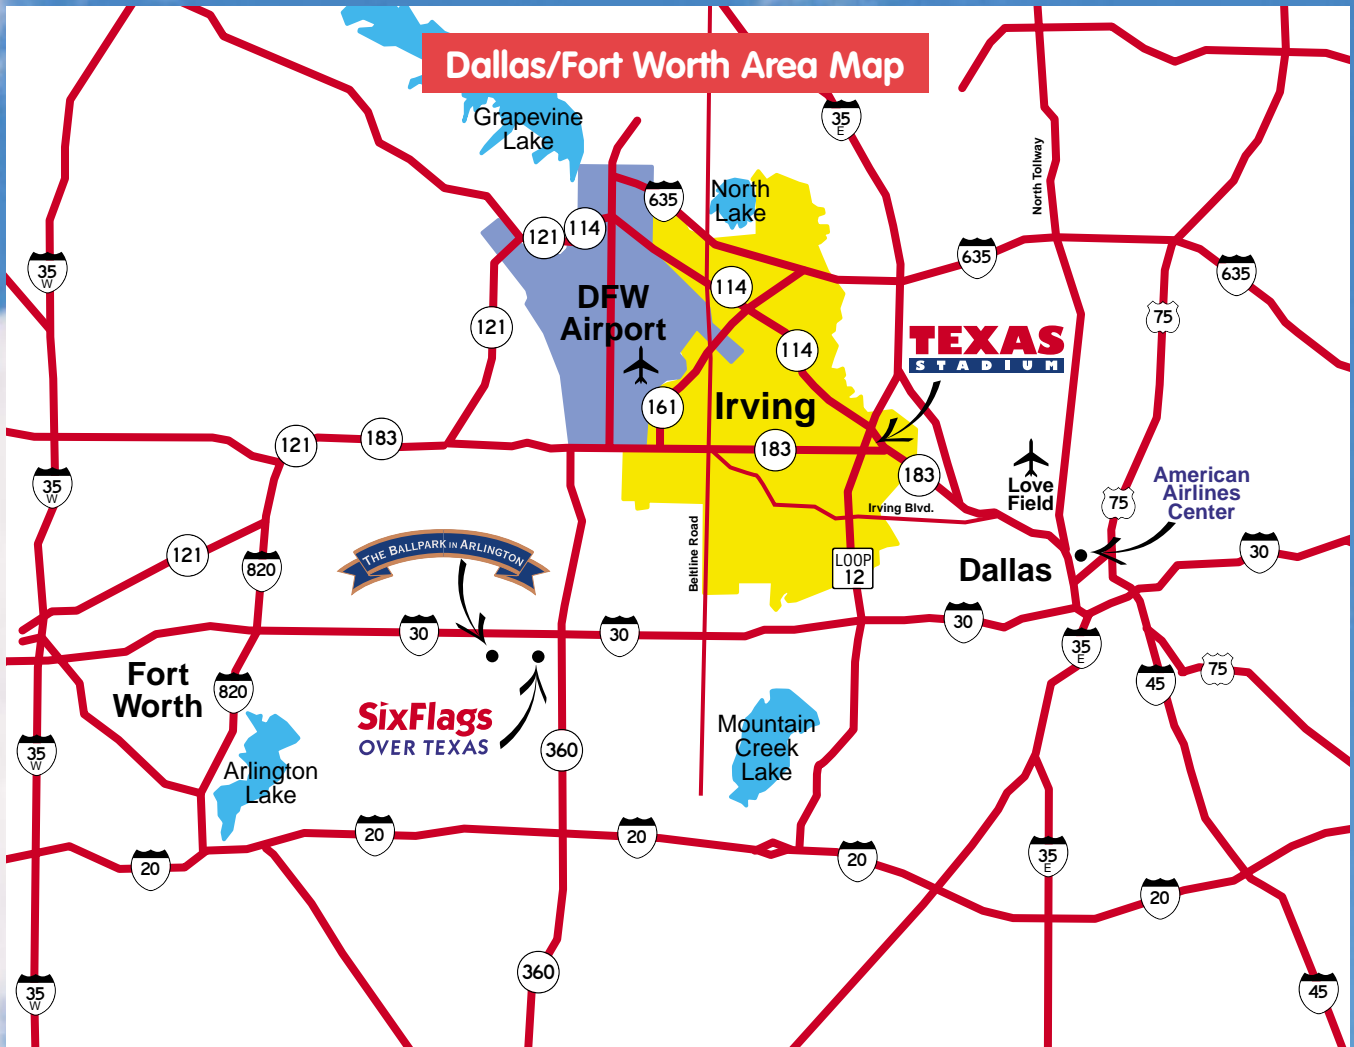 Dallas/Fort Worth Area Map
Grapevine
Lake
35
E
North Tollway
635
North
Lake
121
114
635
635
35
W
114
DFW
Airport
121
75
TEXAS
STADIUM
114
161
Irving
121
183
183
183
Love
Field
American
Airlines
Center
35
W
75
Irving Blvd.
Beltline Road
THE BALLPARK IN ARLINGTON
121
820
LOOP
12
Dallas
30
30
30
30
35
E
Fort
Worth
820
45
75
SixFlags
OVER TEXAS
Mountain
Creek
Lake
35
W
360
Arlington
Lake
20
20
20
20
35
E
20
360
35
W
45